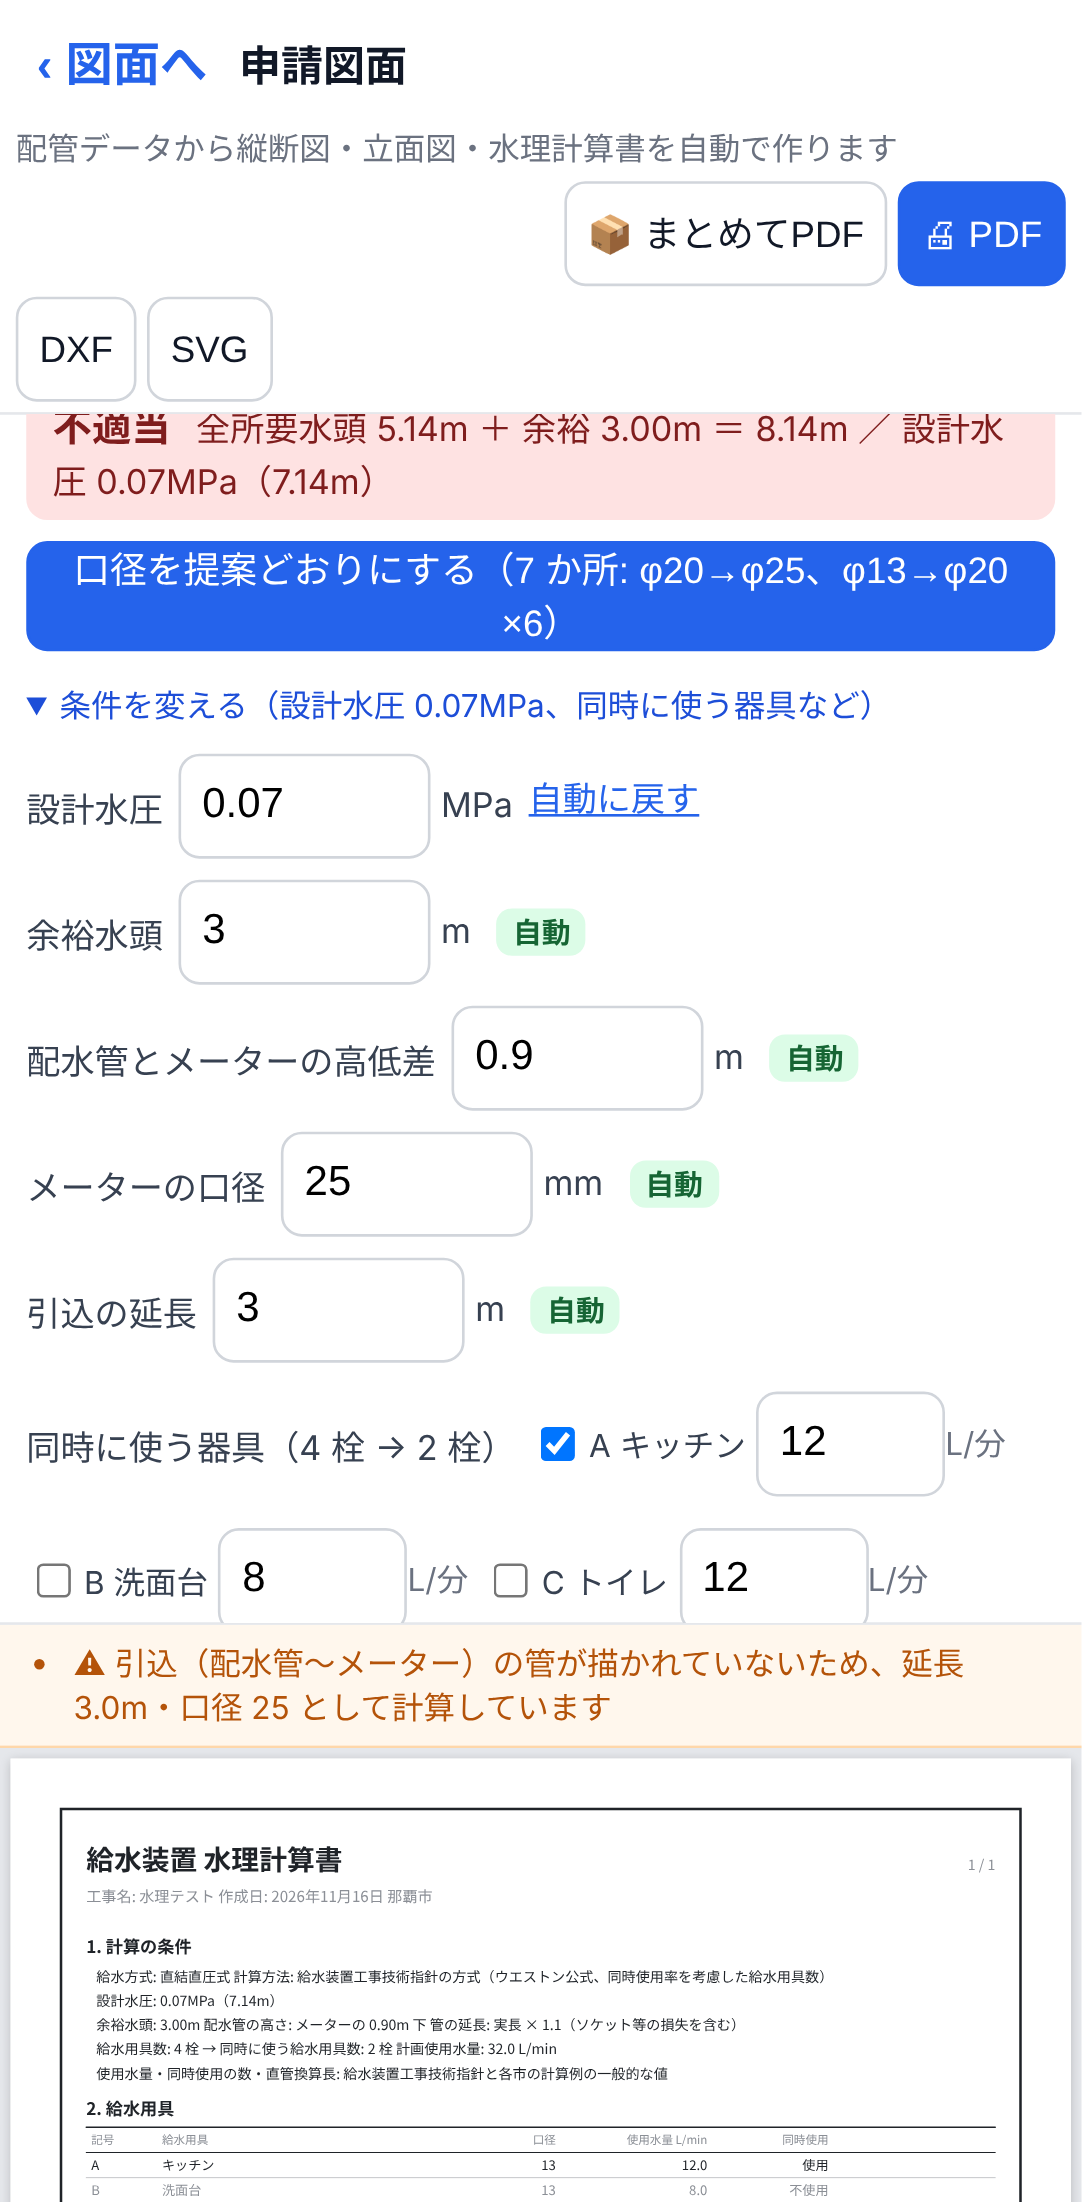 ‹ 図面へ 申請図面
配管データから縦断図・立面図・水理計算書を自動で作ります
📦 まとめてPDF 🖨 PDF
DXF SVG
不適当 全所要水頭 5.14m ＋ 余裕 3.00m ＝ 8.14m ／ 設計水
圧 0.07MPa（7.14m）
口径を提案どおりにする（7 か所: φ20→φ25、φ13→φ20
×6）
▼ 条件を変える（設計水圧 0.07MPa、同時に使う器具など）
設計水圧 0.07 MPa 自動に戻す
余裕水頭 3 m 自動
配水管とメーターの高低差 0.9 m 自動
メーターの口径 25 mm 自動
引込の延長 3 m 自動
同時に使う器具（4 栓 → 2 栓） A キッチン 12 L/分
B 洗面台 8 L/分 C トイレ 12 L/分
• ⚠ 引込（配水管〜メーター）の管が描かれていないため、延長
3.0m・口径 25 として計算しています
給水装置 水理計算書 1 / 1
工事名: 水理テスト 作成日: 2026年11月16日 那覇市
1. 計算の条件
給水方式: 直結直圧式 計算方法: 給水装置工事技術指針の方式（ウエストン公式、同時使用率を考慮した給水用具数）
設計水圧: 0.07MPa（7.14m）
余裕水頭: 3.00m 配水管の高さ: メーターの 0.90m 下 管の延長: 実長 × 1.1（ソケット等の損失を含む）
給水用具数: 4 栓 → 同時に使う給水用具数: 2 栓 計画使用水量: 32.0 L/min
使用水量・同時使用の数・直管換算長: 給水装置工事技術指針と各市の計算例の一般的な値
2. 給水用具
記号 給水用具 口径 使用水量 L/min 同時使用
A キッチン 13 12.0 使用
B 洗面台 13 8.0 不使用